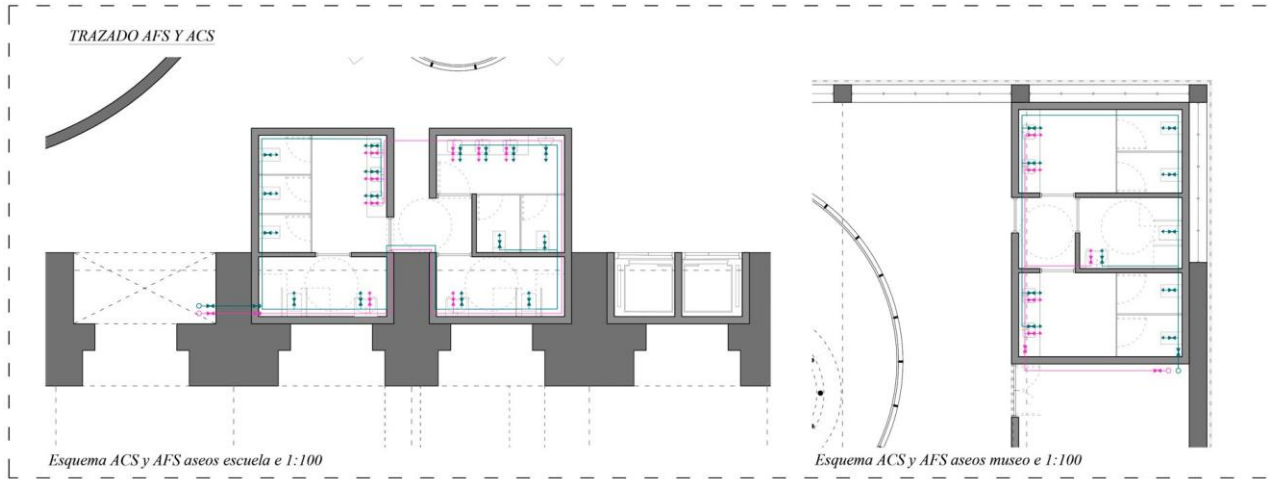 TRAZADO AFS Y ACS
Esquema ACS y AFS aseos escuela e 1:100
Esquema ACS y AFS aseos museo e 1:100